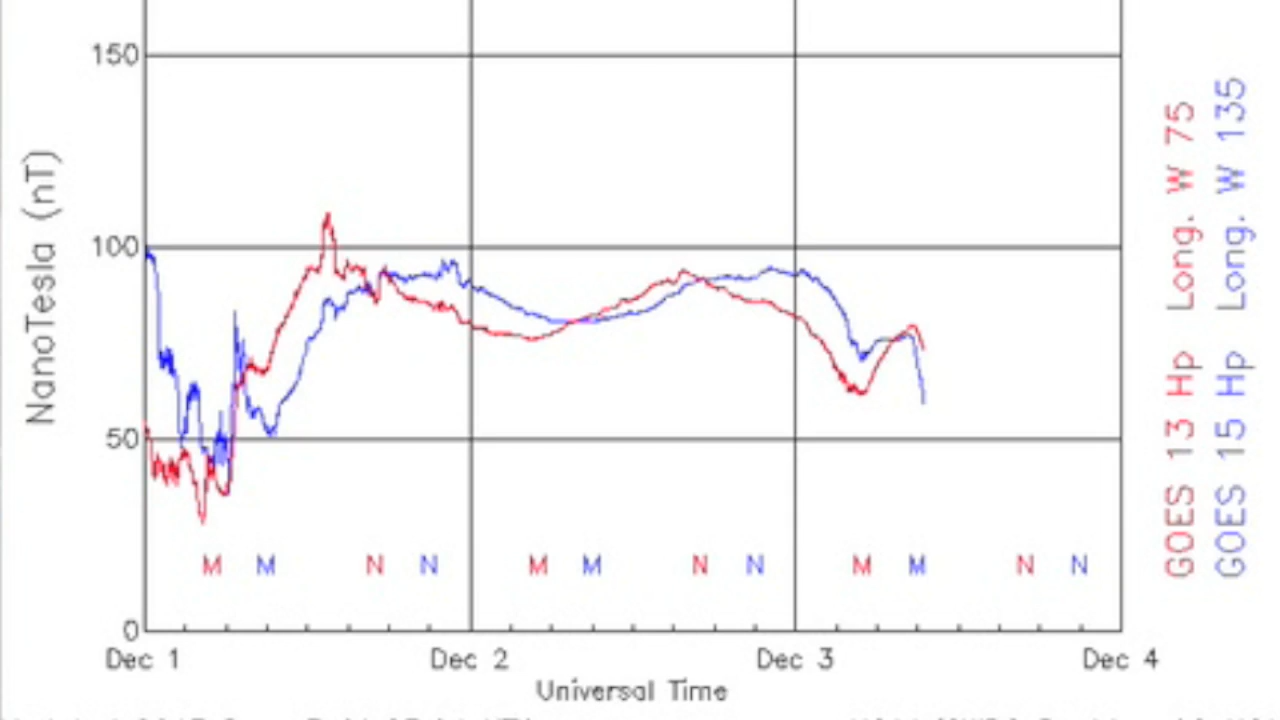 150
100
50
0
NanoTesla (nT)
M M N N M M N N M M N N
Dec 1 Dec 2 Dec 3 Dec 4
Universal Time
GOES 13 Hp Long. W 75
GOES 15 Hp Long. W 135